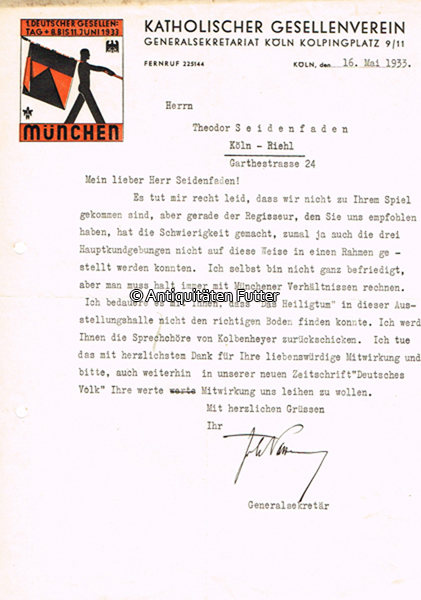 1. DEUTSCHER GESELLEN-
TAG + 8. BIS 11. JUNI 1933
MÜNCHEN
KATHOLISCHER GESELLENVEREIN
GENERALSEKRETARIAT KÖLN KOLPINGPLATZ 9/11
FERNRUF 225144
KÖLN, den 16. Mai 1933.
Herrn
Theodor Seidenfaden
Köln - Riehl
Garthestrasse 24
Mein lieber Herr Seidenfaden!
Es tut mir recht leid, dass wir nicht zu Ihrem Spiel
gekommen sind, aber gerade der Regisseur, den Sie uns empfohlen
haben, hat die Schwierigkeit gemacht, zumal ja auch die drei
Hauptkundgebungen nicht auf diese Weise in einen Rahmen ge-
stellt werden konnten. Ich selbst bin nicht ganz befriedigt,
aber man muss halt immer mit Münchener Verhältnissen rechnen.
© Antiquitäten Futter
Ich bedauere es mit Ihnen, dass "Das Heiligtum" in dieser Aus-
stellungshalle nicht den richtigen Boden finden konnte. Ich werd
Ihnen die Sprechchöre von Kolbenheyer zurückschicken. Ich tue
das mit herzlichstem Dank für Ihre liebenswürdige Mitwirkung und
bitte, auch weiterhin in unserer neuen Zeitschrift"Deutsches
Volk" Ihre werte werte Mitwirkung uns leihen zu wollen.
Mit herzlichen Grüssen
Ihr
Generalsekretär